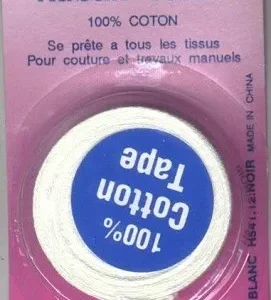 100% COTON
Se prête a tous les tissus
Pour couture et travaux manuels
100%
Cotton
Tape
BLANC H541:12:NOIR MADE IN CHINA